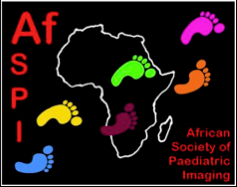 Af
S
P
I
African
Society of
Paediatric
Imaging